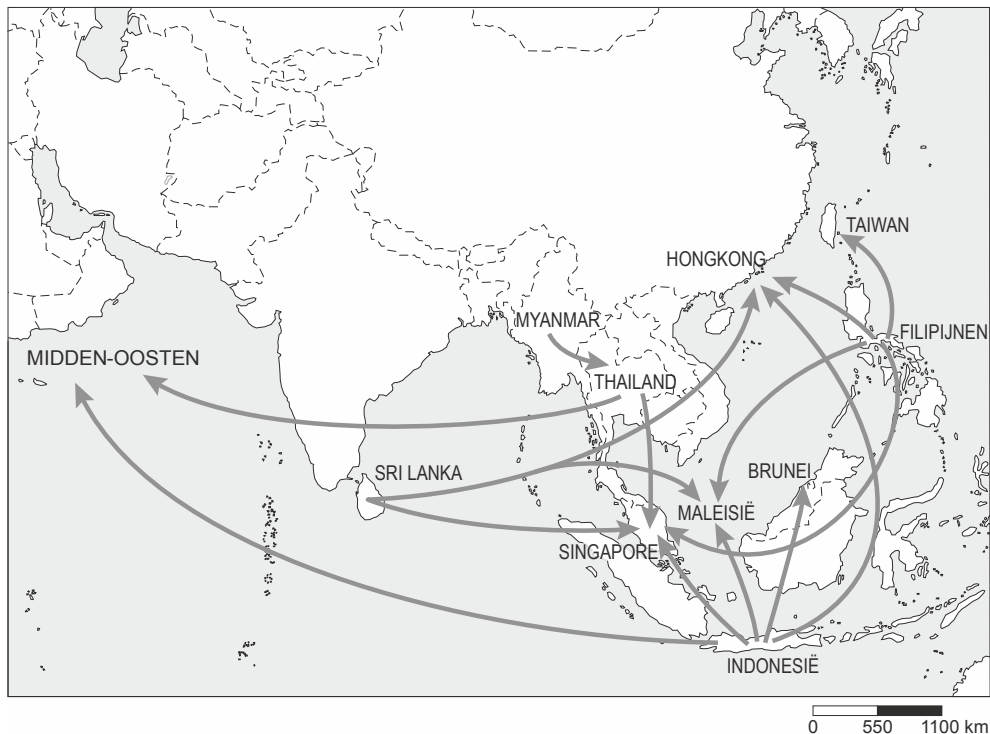 TAIWAN
HONGKONG
MYANMAR
FILIPIJNEN
MIDDEN-OOSTEN
THAILAND
SRI LANKA
BRUNEI
MALEISIË
SINGAPORE
INDONESIË
0 550 1100 km